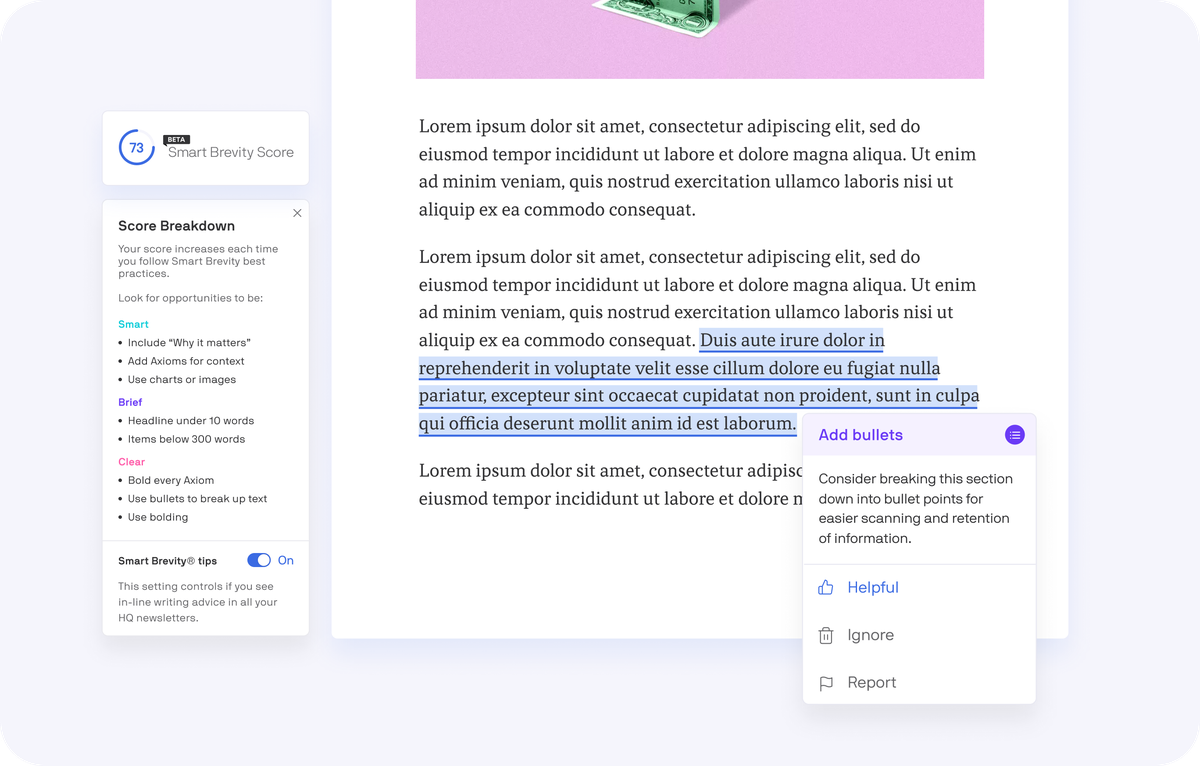 73
BETA
Smart Brevity Score
Score Breakdown
Your score increases each time
you follow Smart Brevity best
practices.
Look for opportunities to be:
Smart
• Include “Why it matters”
• Add Axioms for context
• Use charts or images
Brief
• Headline under 10 words
• Items below 300 words
Clear
• Bold every Axiom
• Use bullets to break up text
• Use bolding
Smart Brevity® tips
On
This setting controls if you see
in-line writing advice in all your
HQ newsletters.
Lorem ipsum dolor sit amet, consectetur adipiscing elit, sed do
eiusmod tempor incididunt ut labore et dolore magna aliqua. Ut enim
ad minim veniam, quis nostrud exercitation ullamco laboris nisi ut
aliquip ex ea commodo consequat.
Lorem ipsum dolor sit amet, consectetur adipiscing elit, sed do
eiusmod tempor incididunt ut labore et dolore magna aliqua. Ut enim
ad minim veniam, quis nostrud exercitation ullamco laboris nisi ut
aliquip ex ea commodo consequat. Duis aute irure dolor in
reprehenderit in voluptate velit esse cillum dolore eu fugiat nulla
pariatur, excepteur sint occaecat cupidatat non proident, sunt in culpa
qui officia deserunt mollit anim id est laborum.
Lorem ipsum dolor sit amet, consectetur adipisc
eiusmod tempor incididunt ut labore et dolore
Add bullets
Consider breaking this section
down into bullet points for
easier scanning and retention
of information.
Helpful
Ignore
Report